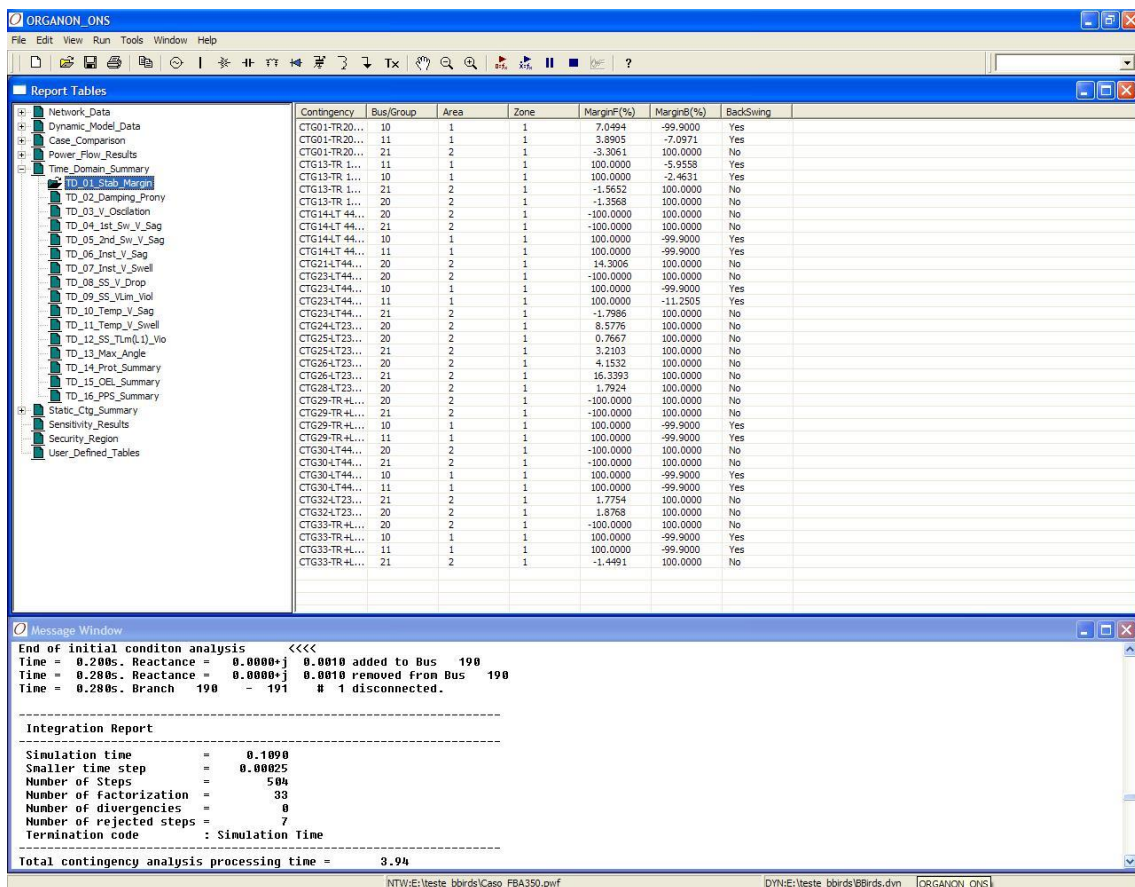 ORGANON_ONS
File Edit View Run Tools Window Help
Tx ?
Report Tables
Network_Data
Dynamic_Model_Data
Case_Comparison
Power_Flow_Results
Time_Domain_Summary
TD_01_Stab_Margin
TD_02_Damping_Prony
TD_03_V_Oscilation
TD_04_1st_Sw_V_Sag
TD_05_2nd_Sw_V_Sag
TD_06_Inst_V_Sag
TD_07_Inst_V_Swell
TD_08_SS_V_Drop
TD_09_SS_VLim_Viol
TD_10_Temp_V_Sag
TD_11_Temp_V_Swell
TD_12_SS_TLm(L1)_Vio
TD_13_Max_Angle
TD_14_Prot_Summary
TD_15_OEL_Summary
TD_16_PPS_Summary
Static_Ctg_Summary
Sensitivity_Results
Security_Region
User_Defined_Tables
Contingency Bus/Group Area Zone MarginF(%) MarginB(%) BackSwing
CTG01-TR20... 10 1 1 7.0494 -99.9000 Yes
CTG01-TR20... 11 1 1 3.8905 -7.0971 Yes
CTG01-TR20... 21 2 1 -3.3061 100.0000 No
CTG13-TR 1... 11 1 1 100.0000 -5.9558 Yes
CTG13-TR 1... 10 1 1 100.0000 -2.4631 Yes
CTG13-TR 1... 21 2 1 -1.5652 100.0000 No
CTG13-TR 1... 20 2 1 -1.3568 100.0000 No
CTG14-LT 44... 20 2 1 -100.0000 100.0000 No
CTG14-LT 44... 21 2 1 -100.0000 100.0000 No
CTG14-LT 44... 10 1 1 100.0000 -99.9000 Yes
CTG14-LT 44... 11 1 1 100.0000 -99.9000 Yes
CTG21-LT44... 20 2 1 14.3006 100.0000 No
CTG23-LT44... 20 2 1 -100.0000 100.0000 No
CTG23-LT44... 10 1 1 100.0000 -99.9000 Yes
CTG23-LT44... 11 1 1 100.0000 -11.2505 Yes
CTG23-LT44... 21 2 1 -1.7986 100.0000 No
CTG24-LT23... 20 2 1 8.5776 100.0000 No
CTG25-LT23... 20 2 1 0.7667 100.0000 No
CTG25-LT23... 21 2 1 3.2103 100.0000 No
CTG26-LT23... 20 2 1 4.1532 100.0000 No
CTG26-LT23... 21 2 1 16.3393 100.0000 No
CTG28-LT23... 20 2 1 1.7924 100.0000 No
CTG29-TR+L... 20 2 1 -100.0000 100.0000 No
CTG29-TR+L... 21 2 1 -100.0000 100.0000 No
CTG29-TR+L... 10 1 1 100.0000 -99.9000 Yes
CTG29-TR+L... 11 1 1 100.0000 -99.9000 Yes
CTG30-LT44... 20 2 1 -100.0000 100.0000 No
CTG30-LT44... 21 2 1 -100.0000 100.0000 No
CTG30-LT44... 10 1 1 100.0000 -99.9000 Yes
CTG30-LT44... 11 1 1 100.0000 -99.9000 Yes
CTG32-LT23... 21 2 1 1.7754 100.0000 No
CTG32-LT23... 20 2 1 1.8768 100.0000 No
CTG33-TR+L... 20 2 1 -100.0000 100.0000 No
CTG33-TR+L... 10 1 1 100.0000 -99.9000 Yes
CTG33-TR+L... 11 1 1 100.0000 -99.9000 Yes
CTG33-TR+L... 21 2 1 -1.4491 100.0000 No
Message Window
End of initial conditon analysis <<<<
Time = 0.200s. Reactance = 0.0000+j 0.0010 added to Bus 190
Time = 0.280s. Reactance = 0.0000+j 0.0010 removed from Bus 190
Time = 0.280s. Branch 190 - 191 # 1 disconnected.
Integration Report
Simulation time = 0.1090
Smaller time step = 0.00025
Number of Steps = 504
Number of factorization = 33
Number of divergencies = 0
Number of rejected steps = 7
Termination code : Simulation Time
Total contingency analysis processing time = 3.94
NTW:E:\teste_bbirds\Caso_FBA350.pwf DYN:E:\teste_bbirds\BBirds.dyn ORGANON_ONS